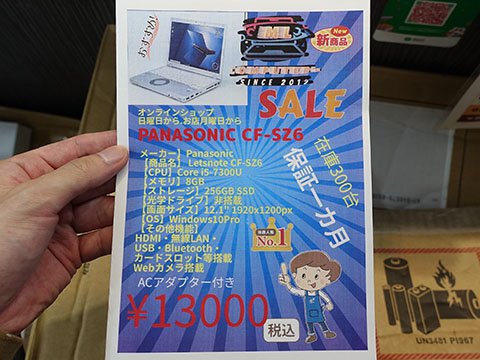 おすすめ!
EMEL
COMPUTER
SINCE 2012
New
新商品
SALE
オンラインショップ
日曜日から、お店月曜日から
PANASONIC CF-SZ6
メーカー】Panasonic
【商品名】 Letsnote CF-SZ6
【CPU】Core i5-7300U
【メモリ】8GB
【ストレージ】256GB SSD
【光学ドライブ】非搭載
【画面サイズ】12.1" 1920x1200px
【OS】Windows10Pro
【その他機能】
HDMI・無線LAN・
USB・Bluetooth・
カードスロット等搭載
Webカメラ搭載
ACアダプター付き
¥13000
税込
在庫300台
保証一カ月
No.1
UN3481 PI967